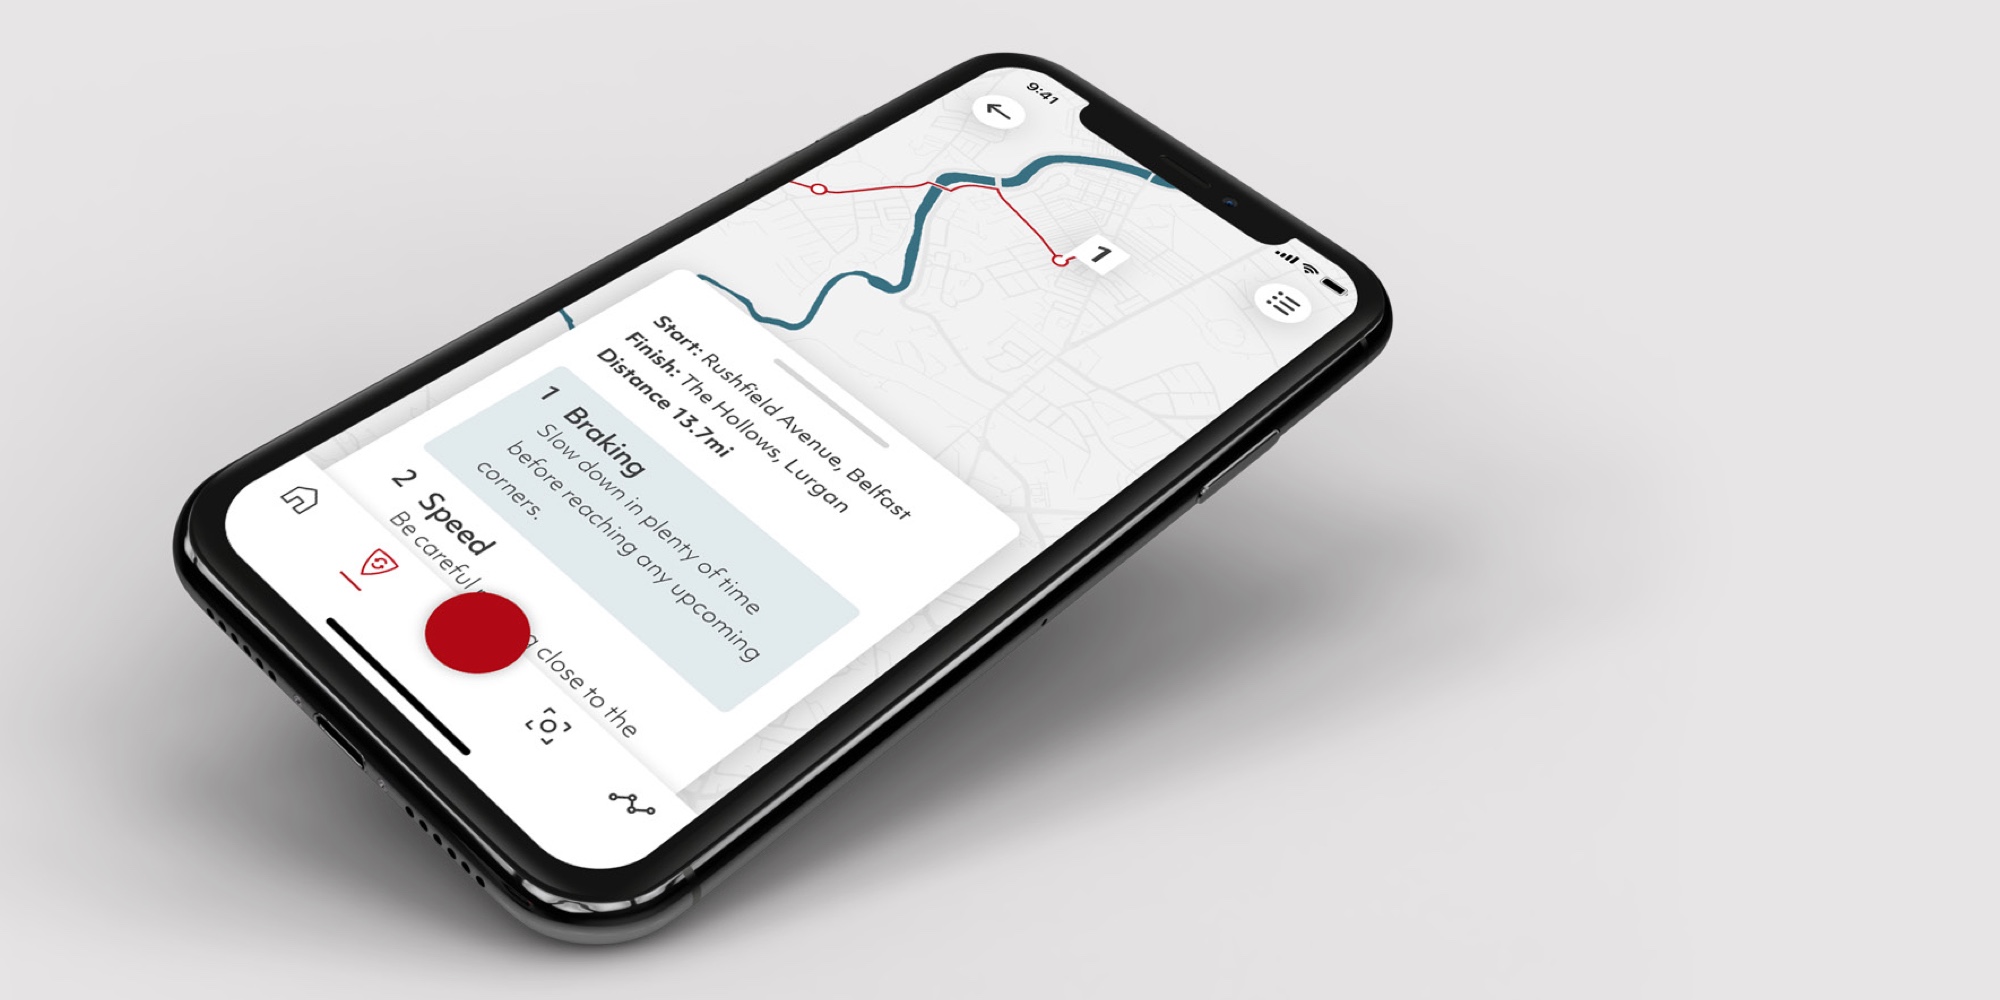 9:41
1
Start: Rushfield Avenue, Belfast
Finish: The Hollows, Lurgan
Distance 13.7mi
1 Braking
Slow down in plenty of time
before reaching any upcoming
corners.
2 Speed
Be careful
close to the